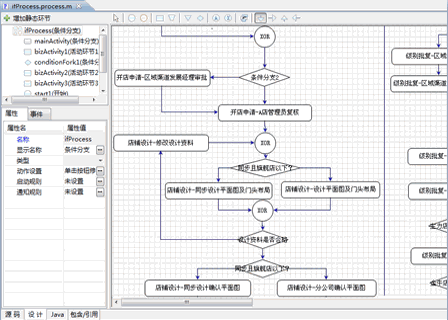 ifProcess.process.m
增加静态环节
ifProcess(条件分支)
mainActivity(条件分支)
bizActivity1(活动环节1
conditionFork1(条件分
bizActivity2(活动环节2
bizActivity3(活动环节3
start1(开始)
属性 事件
属性名 属性值
名称 ifProcess
显示名称 条件分支
类型
动作设置 单击按钮修
启动规则 未设置
通知规则 未设置
源码 设计 Java 包含/引用
XOR
条件分支2
开店申请-区域渠道发展经理审批
开店申请-A店管理员复核
店铺设计-修改设计资料
XOR
同步且旗舰店以下?
店铺设计-同步设计平面图及门头布局
店铺设计-设计平面图及门头布局
XOR
设计资料是否合格
同步且旗舰店以下?
店铺设计-同步设计确认平面图
店铺设计-分公司确认平面图
级别批复-区域
级别批复-区域
级别批复-
级别批复-
级别批复